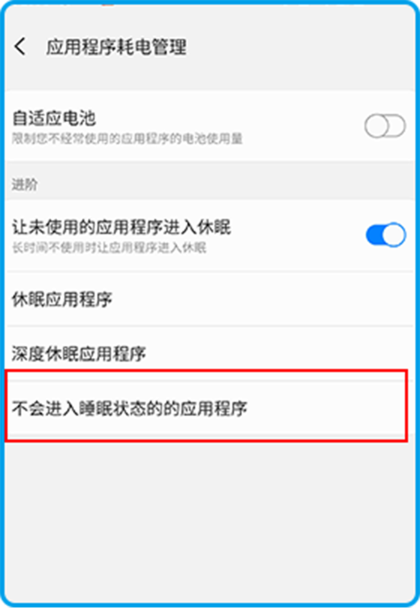 应用程序耗电管理
自适应电池
限制您不经常使用的应用程序的电池使用量
进阶
让未使用的应用程序进入休眠
长时间不使用时让应用程序进入休眠
休眠应用程序
深度休眠应用程序
不会进入睡眠状态的的应用程序